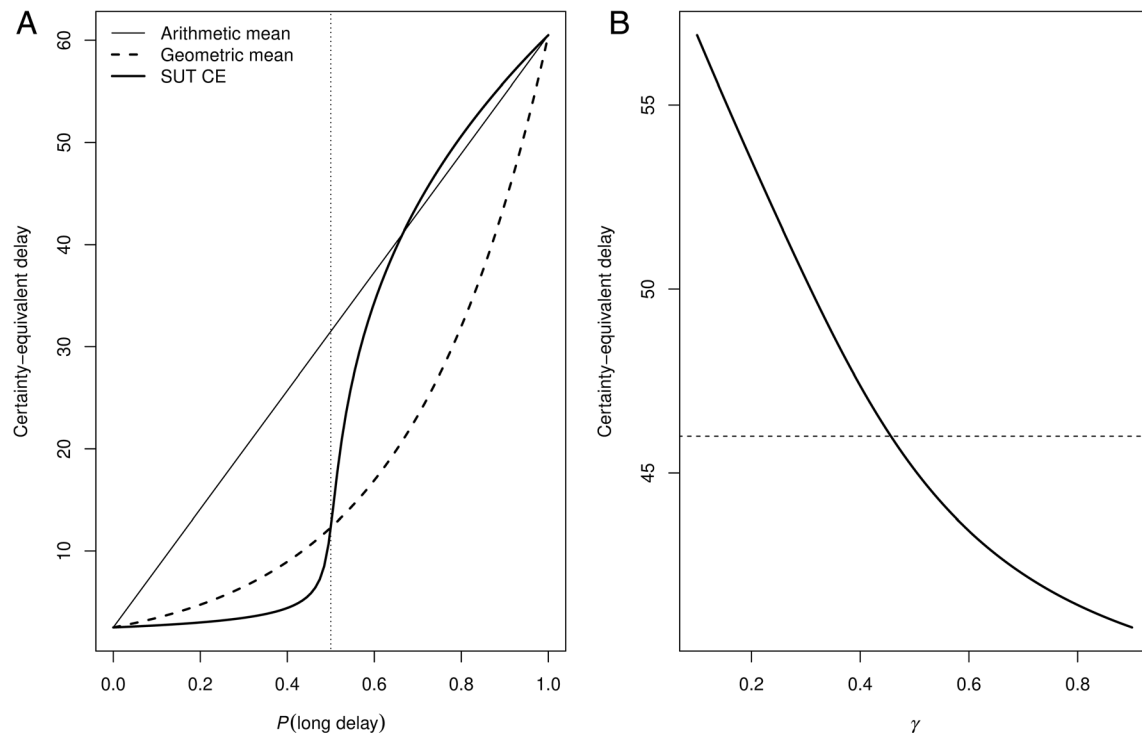 A
Arithmetic mean
Geometric mean
SUT CE
Certainty−equivalent delay
60
50
40
30
20
10
0.0 0.2 0.4 0.6 0.8 1.0
P(long delay)
B
Certainty−equivalent delay
55
50
45
0.2 0.4 0.6 0.8
γ